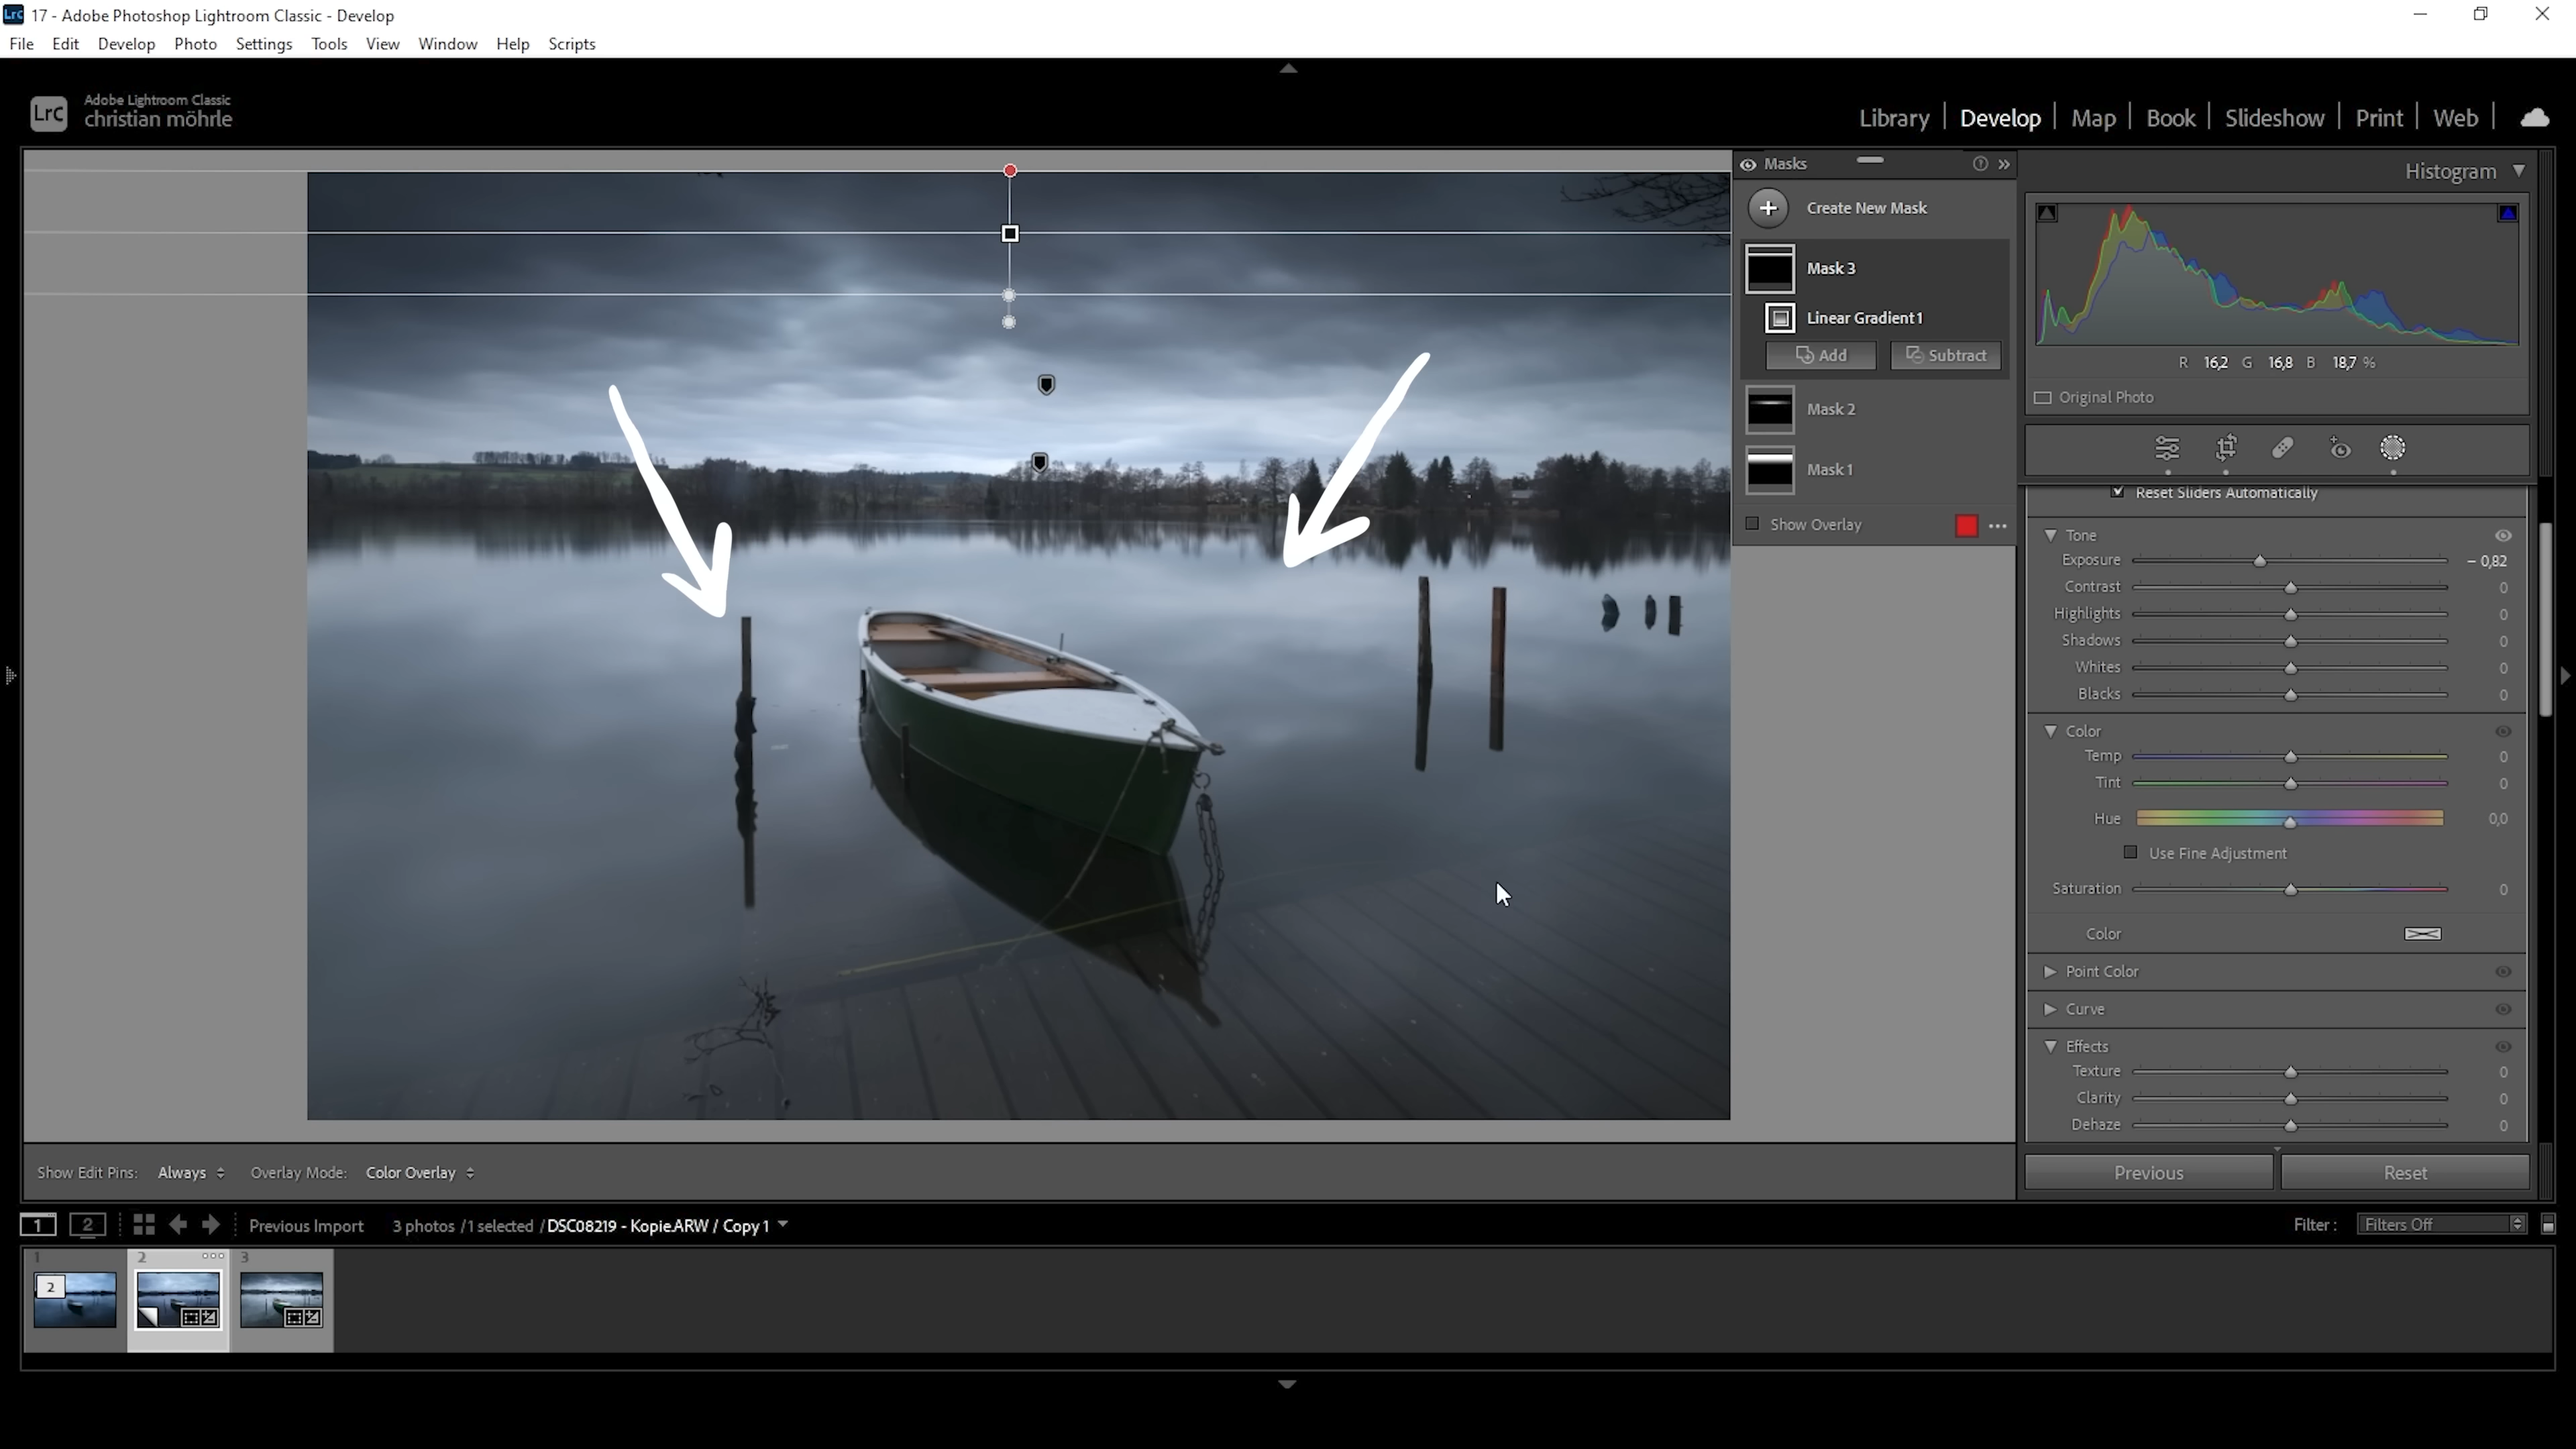 Lrc 17 - Adobe Photoshop Lightroom Classic - Develop
File Edit Develop Photo Settings Tools View Window Help Scripts
Lrc
Adobe Lightroom Classic
christian möhrle
Library Develop Map Book Slideshow Print Web
Masks
Create New Mask
Mask 3
Linear Gradient 1
Add Subtract
Mask 2
Mask 1
Show Overlay
Histogram
R 16,2 G 16,8 B 18,7 %
Original Photo
Reset Sliders Automatically
Tone
Exposure – 0,82
Contrast 0
Highlights 0
Shadows 0
Whites 0
Blacks 0
Color
Temp 0
Tint 0
Hue 0,0
Use Fine Adjustment
Saturation 0
Color
Point Color
Curve
Effects
Texture 0
Clarity 0
Dehaze 0
Show Edit Pins: Always Overlay Mode: Color Overlay
Previous Reset
1 2 Previous Import 3 photos / 1 selected / DSC08219 - Kopie.ARW / Copy 1
Filter : Filters Off
1 2 3
2